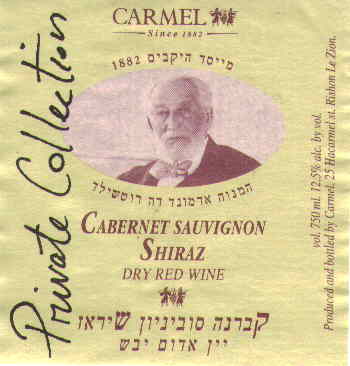 CARMEL
Since 1882
מייסד היקבים 1882
המנוח אדמונד דה רוטשילד
CABERNET SAUVIGNON
SHIRAZ
DRY RED WINE
קברנה סוביניון שיראז
יין אדום יבש
Private Collection
vol. 750 ml. 12.5% alc. by vol.
Produced and bottled by Carmel, 25 Hacarmel st. Rishon Le Zion,